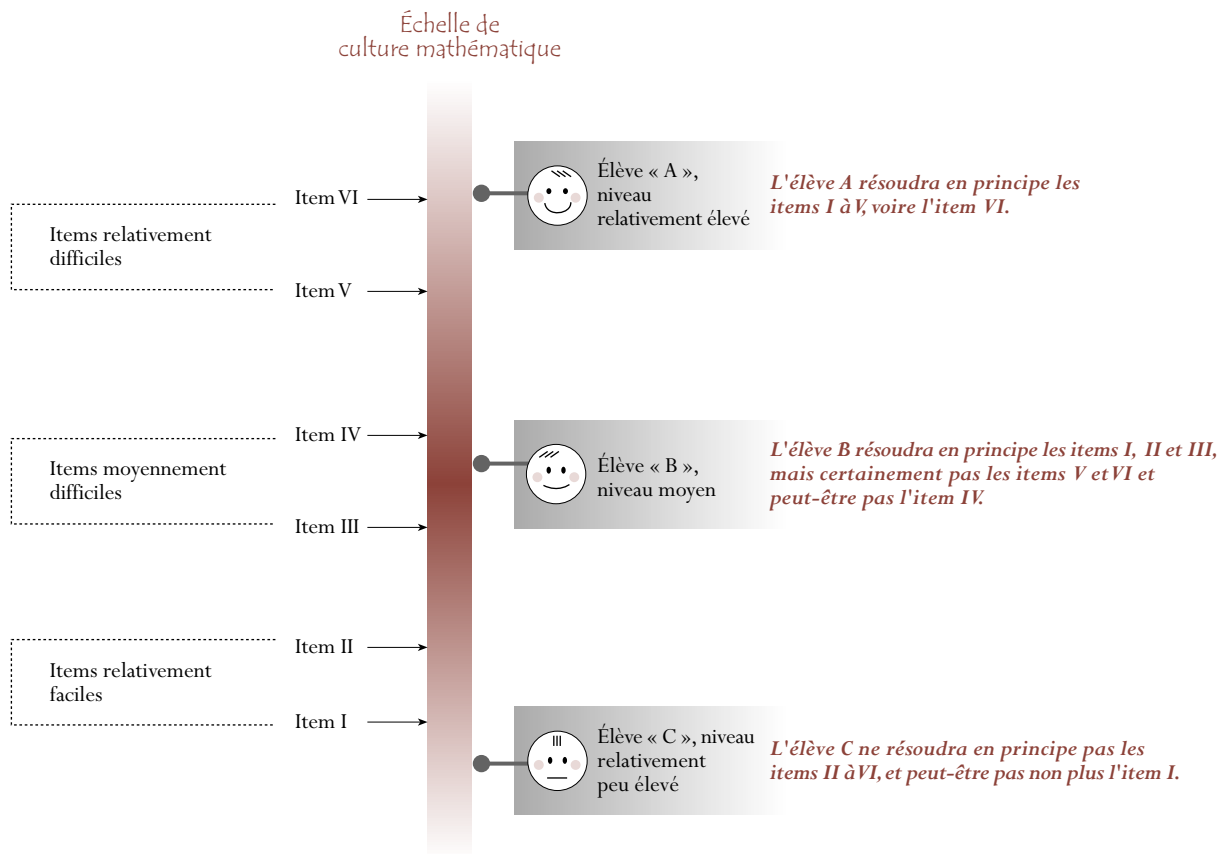 Échelle de
culture mathématique
Item VI
Items relativement
difficiles
Item V
Élève « A »,
niveau
relativement élevé
L'élève A résoudra en principe les
items I à V, voire l'item VI.
Item IV
Items moyennement
difficiles
Item III
Élève « B »,
niveau moyen
L'élève B résoudra en principe les items I, II et III,
mais certainement pas les items V et VI et
peut-être pas l'item IV.
Item II
Items relativement
faciles
Item I
Élève « C », niveau
relativement
peu élevé
L'élève C ne résoudra en principe pas les
items II à VI, et peut-être pas non plus l'item I.